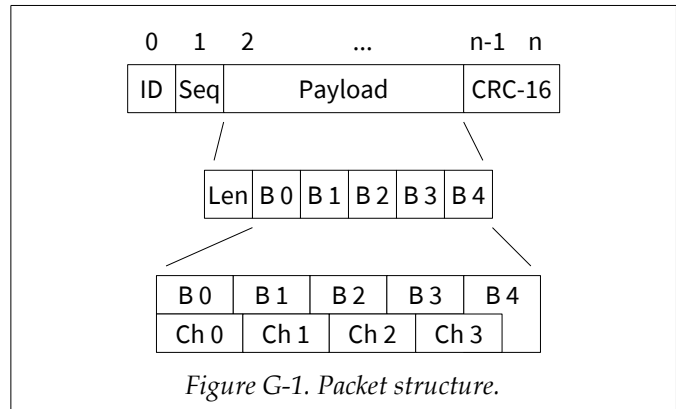 0 1 2 ... n-1 n
ID Seq Payload CRC-16
Len B 0 B 1 B 2 B 3 B 4
B 0 B 1 B 2 B 3 B 4
Ch 0 Ch 1 Ch 2 Ch 3
Figure G-1. Packet structure.